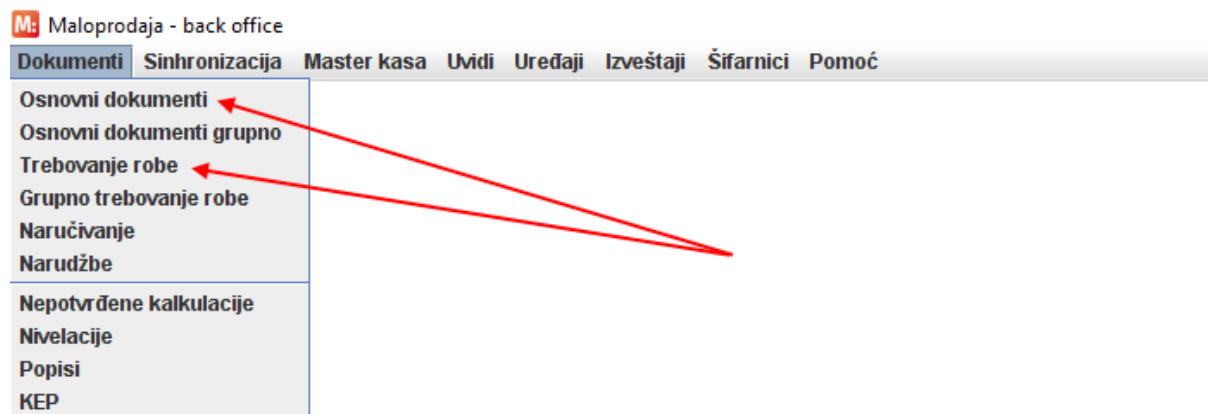 M: Maloprodaja - back office
Dokumenti Sinhronizacija Master kasa Uvidi Uređaji Izveštaji Šifarnici Pomoć
Osnovni dokumenti
Osnovni dokumenti grupno
Trebovanje robe
Grupno trebovanje robe
Naručivanje
Narudžbe
Nepotvrđene kalkulacije
Nivelacije
Popisi
KEP